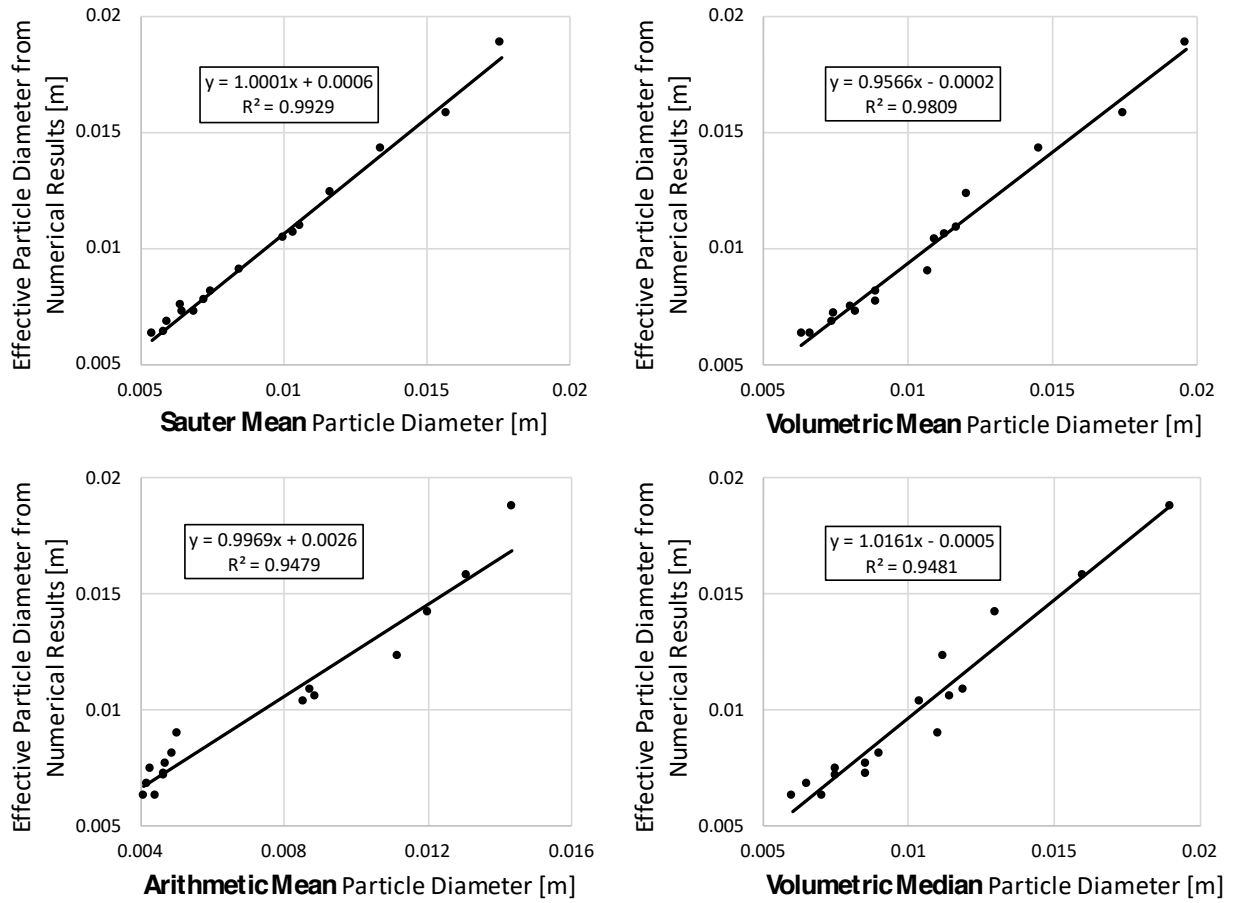 Effective Particle Diameter from
Numerical Results [m]
0.02
0.015
0.01
0.005
y = 1.0001x + 0.0006
R² = 0.9929
0.005 0.01 0.015 0.02
Sauter Mean Particle Diameter [m]
Effective Particle Diameter from
Numerical Results [m]
0.02
0.015
0.01
0.005
y = 0.9566x - 0.0002
R² = 0.9809
0.005 0.01 0.015 0.02
Volumetric Mean Particle Diameter [m]
Effective Particle Diameter from
Numerical Results [m]
0.02
0.015
0.01
0.005
y = 0.9969x + 0.0026
R² = 0.9479
0.004 0.008 0.012 0.016
Arithmetic Mean Particle Diameter [m]
Effective Particle Diameter from
Numerical Results [m]
0.02
0.015
0.01
0.005
y = 1.0161x - 0.0005
R² = 0.9481
0.005 0.01 0.015 0.02
Volumetric Median Particle Diameter [m]